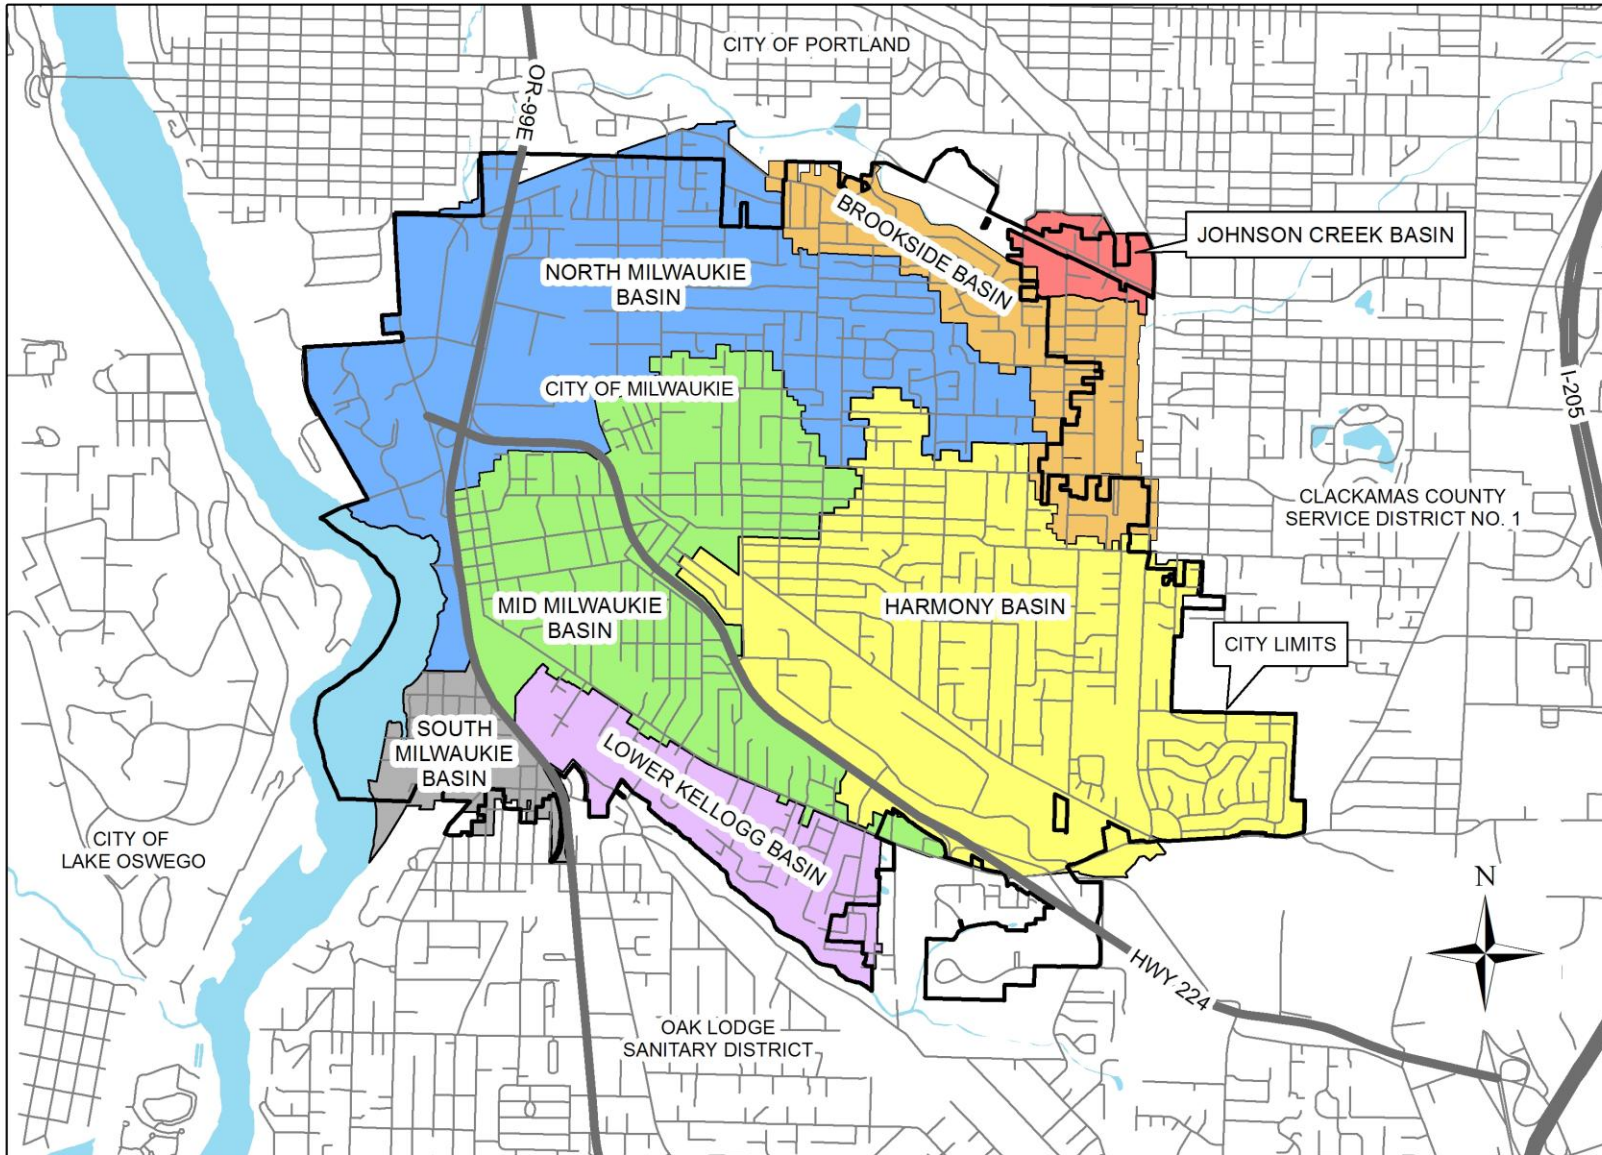 CITY OF PORTLAND
OR-99E
BROOKSIDE BASIN
JOHNSON CREEK BASIN
NORTH MILWAUKIE
BASIN
CITY OF MILWAUKIE
I-205
CLACKAMAS COUNTY
SERVICE DISTRICT NO. 1
MID MILWAUKIE
BASIN
HARMONY BASIN
CITY LIMITS
SOUTH
MILWAUKIE
BASIN
LOWER KELLOGG BASIN
CITY OF
LAKE OSWEGO
N
HWY 224
OAK LODGE
SANITARY DISTRICT